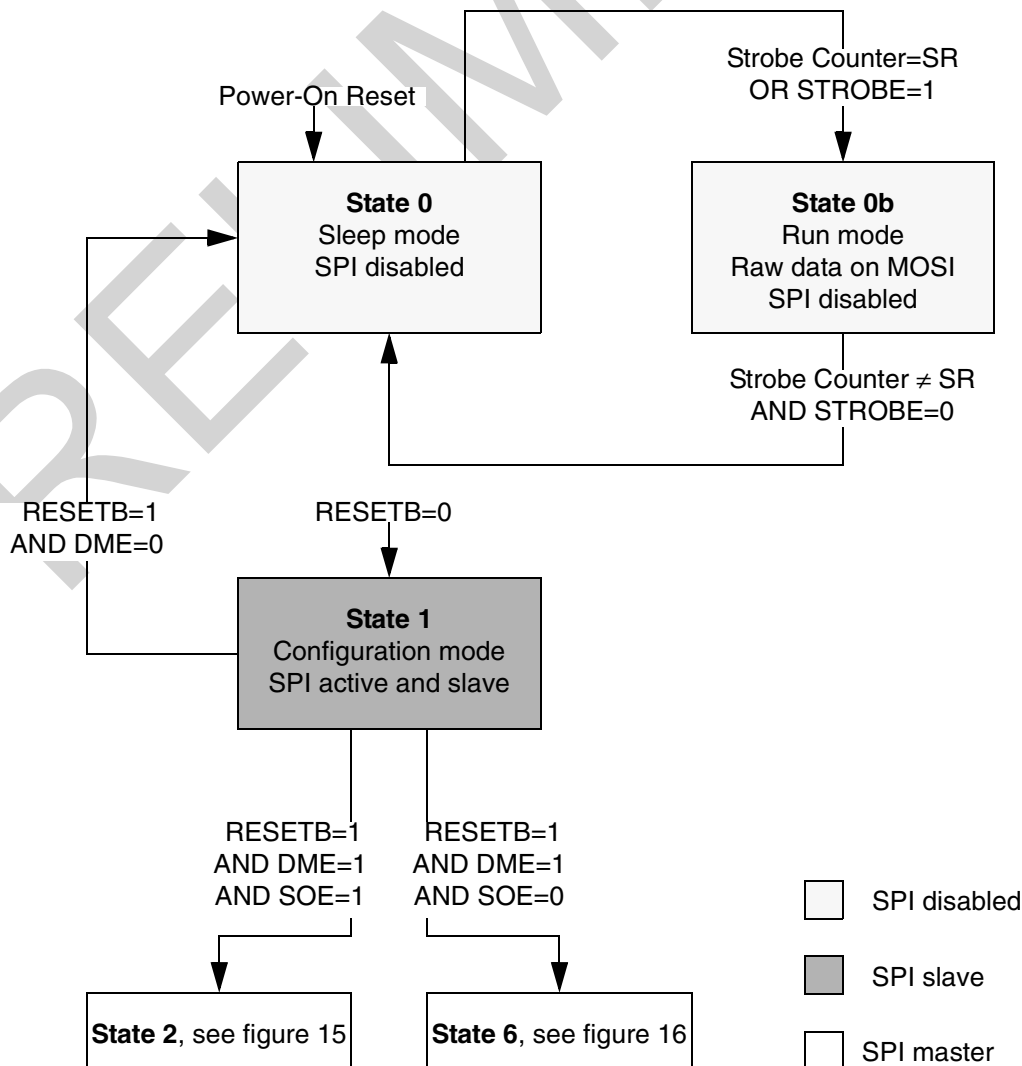 Strobe Counter=SR
OR STROBE=1
Power-On Reset
State 0
Sleep mode
SPI disabled
State 0b
Run mode
Raw data on MOSI
SPI disabled
Strobe Counter ≠ SR
AND STROBE=0
RESETB=1
AND DME=0
RESETB=0
State 1
Configuration mode
SPI active and slave
RESETB=1
AND DME=1
AND SOE=1
RESETB=1
AND DME=1
AND SOE=0
SPI disabled
SPI slave
State 2, see figure 15
State 6, see figure 16
SPI master